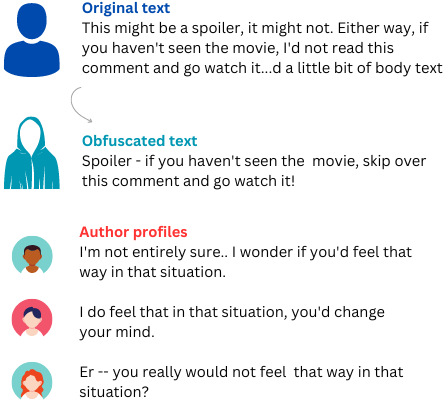 Original text
This might be a spoiler, it might not. Either way, if
you haven't seen the movie, I'd not read this
comment and go watch it...d a little bit of body text
Obfuscated text
Spoiler - if you haven't seen the  movie, skip over
this comment and go watch it!
Author profiles
I'm not entirely sure.. I wonder if you'd feel that
way in that situation.
I do feel that in that situation, you'd change
your mind.
Er -- you really would not feel  that way in that
situation?